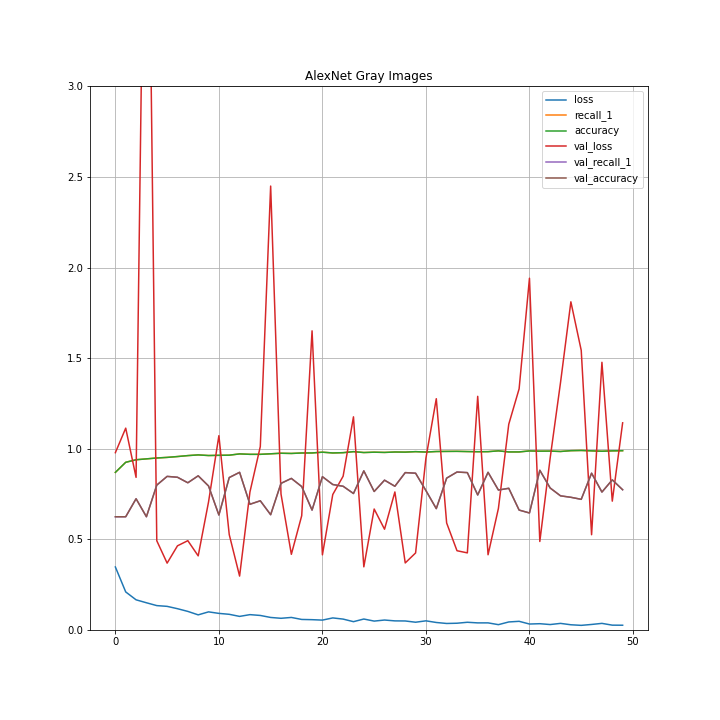 AlexNet Gray Images
3.0
2.5
2.0
1.5
1.0
0.5
0.0
0 10 20 30 40 50
loss
recall_1
accuracy
val_loss
val_recall_1
val_accuracy